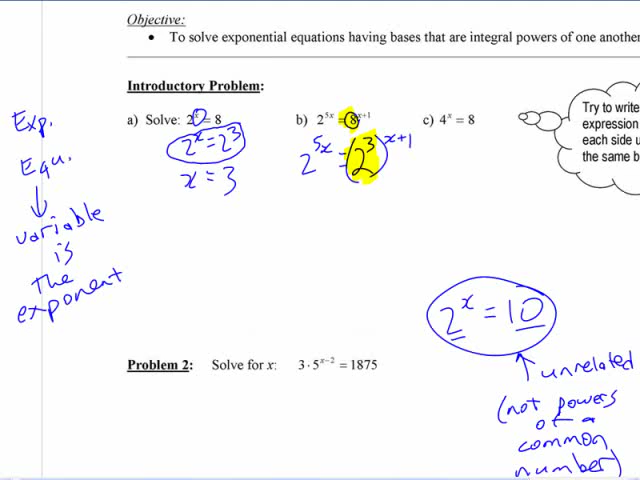 Objective:
• To solve exponential equations having bases that are integral powers of one anothe
Introductory Problem:
a) Solve: 2^x = 8
b) 2^{5x} = 8^{x+1}
c) 4^x = 8
Try to write
expression
each side u
the same b
2^x = 2^3
x = 3
2^{5x} = (2^3)^{x+1}
Exp.
Equ.
↓
variable
is
the
exponent
2^x = 10
↑ unrelated
(not powers
of a
common
number)
Problem 2: Solve for x: 3 · 5^{x−2} = 1875